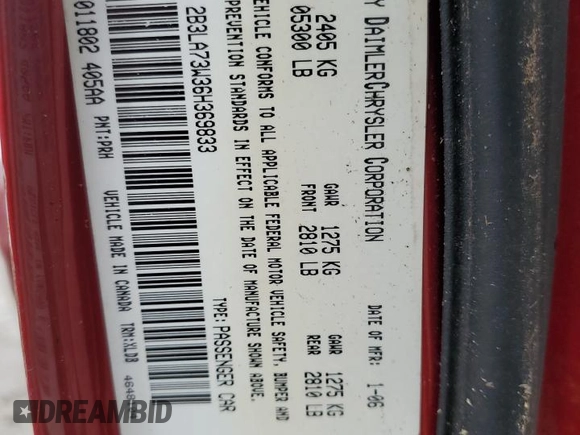 Y DAIMLERCHRYSLER CORPORATION
DATE OF MFR: 1-06
2405 KG
05300 LB
GAWR FRONT
1275 KG
2810 LB
GAWR REAR
1275 KG
2810 LB
VEHICLE CONFORMS TO ALL APPLICABLE FEDERAL MOTOR VEHICLE SAFETY, BUMPER AND
PREVENTION STANDARDS IN EFFECT ON THE DATE OF MANUFACTURE SHOWN ABOVE.
2B3LA73W36H369833
TYPE:PASSENGER CAR
011802 405AA
PNT:PRH
VEHICLE MADE IN CANADA
TRM:XLDB
DREAMBID